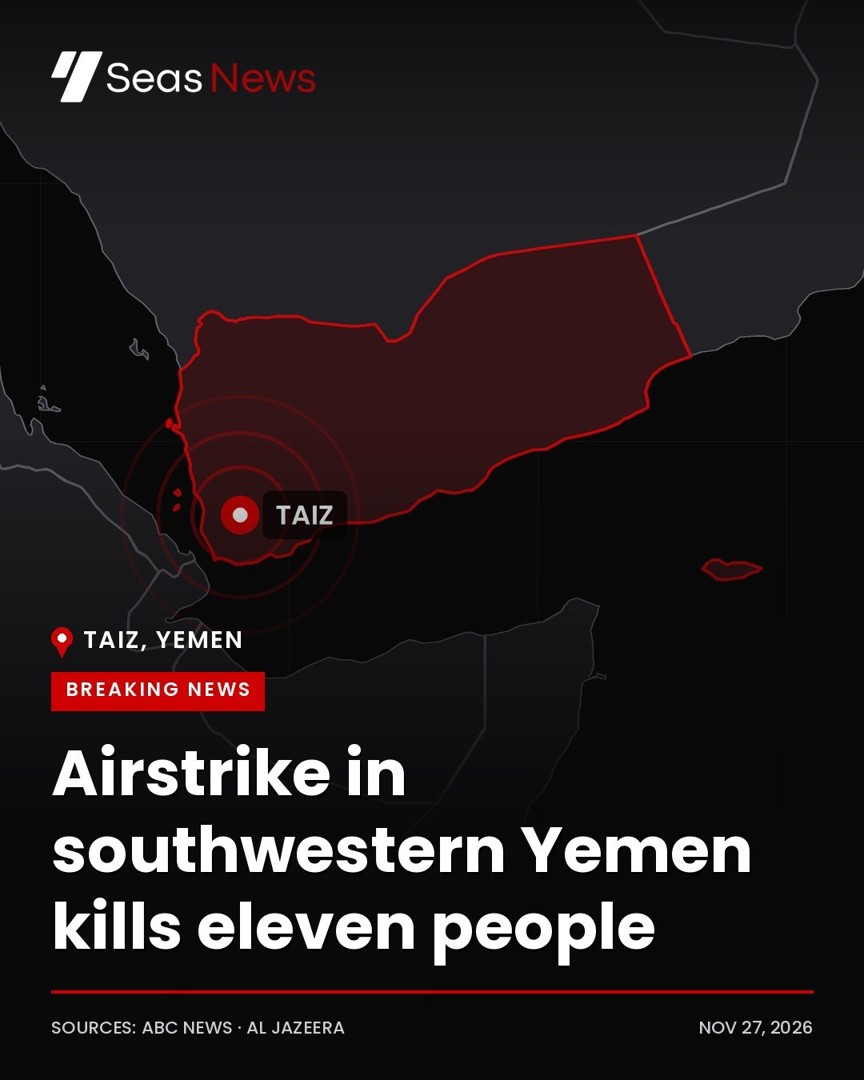 Seas News
TAIZ
TAIZ, YEMEN
BREAKING NEWS
Airstrike in
southwestern Yemen
kills eleven people
SOURCES: ABC NEWS · AL JAZEERA
NOV 27, 2026